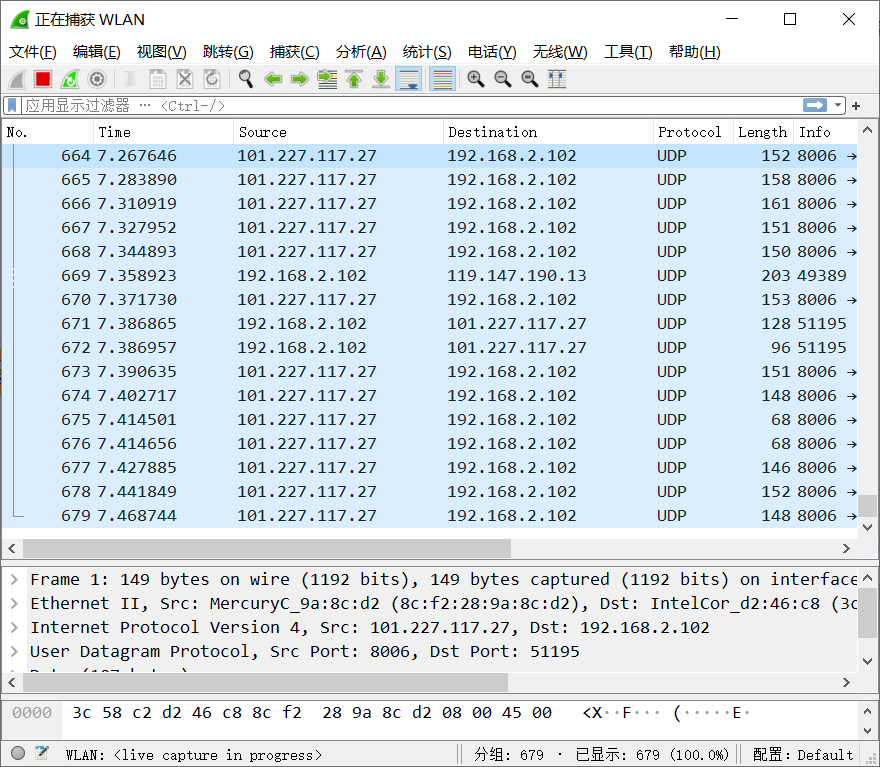 正在捕获 WLAN
文件(F) 编辑(E) 视图(V) 跳转(G) 捕获(C) 分析(A) 统计(S) 电话(Y) 无线(W) 工具(T) 帮助(H)
应用显示过滤器 … <Ctrl-/> +
No. Time Source Destination Protocol Length Info
664 7.267646 101.227.117.27 192.168.2.102 UDP 152 8006 →
665 7.283890 101.227.117.27 192.168.2.102 UDP 158 8006 →
666 7.310919 101.227.117.27 192.168.2.102 UDP 161 8006 →
667 7.327952 101.227.117.27 192.168.2.102 UDP 151 8006 →
668 7.344893 101.227.117.27 192.168.2.102 UDP 150 8006 →
669 7.358923 192.168.2.102 119.147.190.13 UDP 203 49389
670 7.371730 101.227.117.27 192.168.2.102 UDP 153 8006 →
671 7.386865 192.168.2.102 101.227.117.27 UDP 128 51195
672 7.386957 192.168.2.102 101.227.117.27 UDP 96 51195
673 7.390635 101.227.117.27 192.168.2.102 UDP 151 8006 →
674 7.402717 101.227.117.27 192.168.2.102 UDP 148 8006 →
675 7.414501 101.227.117.27 192.168.2.102 UDP 68 8006 →
676 7.414656 101.227.117.27 192.168.2.102 UDP 68 8006 →
677 7.427885 101.227.117.27 192.168.2.102 UDP 146 8006 →
678 7.441849 101.227.117.27 192.168.2.102 UDP 152 8006 →
679 7.468744 101.227.117.27 192.168.2.102 UDP 148 8006 →
Frame 1: 149 bytes on wire (1192 bits), 149 bytes captured (1192 bits) on interface
Ethernet II, Src: MercuryC_9a:8c:d2 (8c:f2:28:9a:8c:d2), Dst: IntelCor_d2:46:c8 (3c
Internet Protocol Version 4, Src: 101.227.117.27, Dst: 192.168.2.102
User Datagram Protocol, Src Port: 8006, Dst Port: 51195
0000 3c 58 c2 d2 46 c8 8c f2 28 9a 8c d2 08 00 45 00 <X··F··· (·····E·
WLAN: <live capture in progress> 分组: 679 · 已显示: 679 (100.0%) 配置: Default